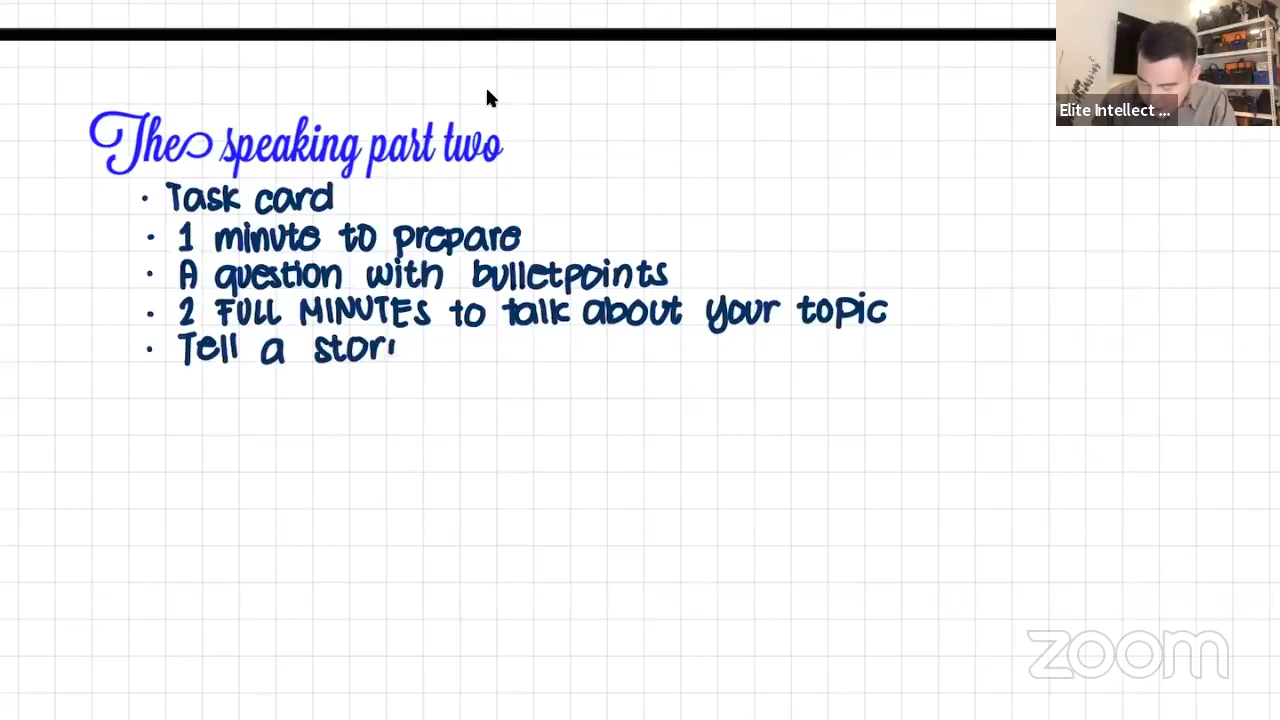 Elite Intellect ...
The speaking part two
· Task card
· 1 minute to prepare
· A question with bulletpoints
· 2 FULL MINUTES to talk about your topic
· Tell a stor
zoom